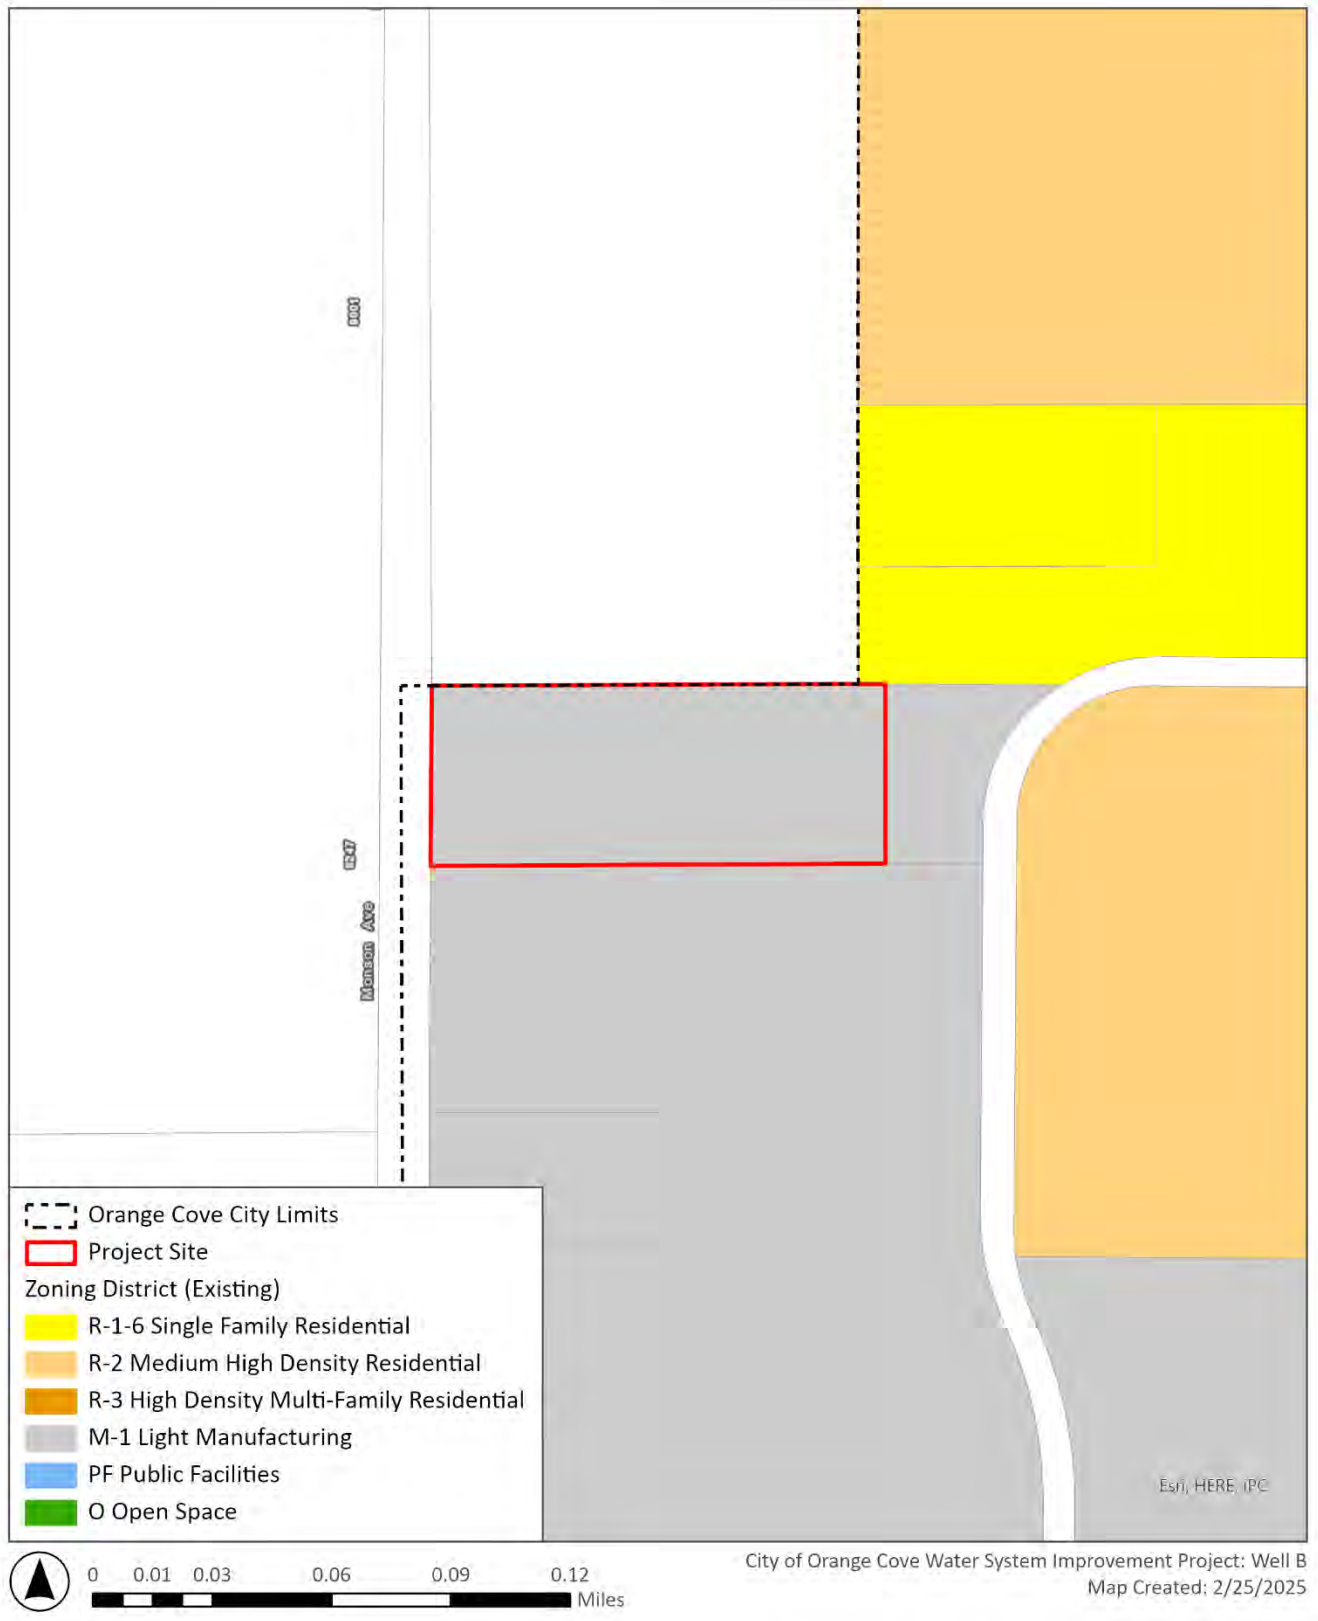 Monson Ave
Orange Cove City Limits
Project Site
Zoning District (Existing)
R-1-6 Single Family Residential
R-2 Medium High Density Residential
R-3 High Density Multi-Family Residential
M-1 Light Manufacturing
PF Public Facilities
O Open Space
Esri, HERE, iPC
0 0.01 0.03 0.06 0.09 0.12
Miles
City of Orange Cove Water System Improvement Project: Well B
Map Created: 2/25/2025